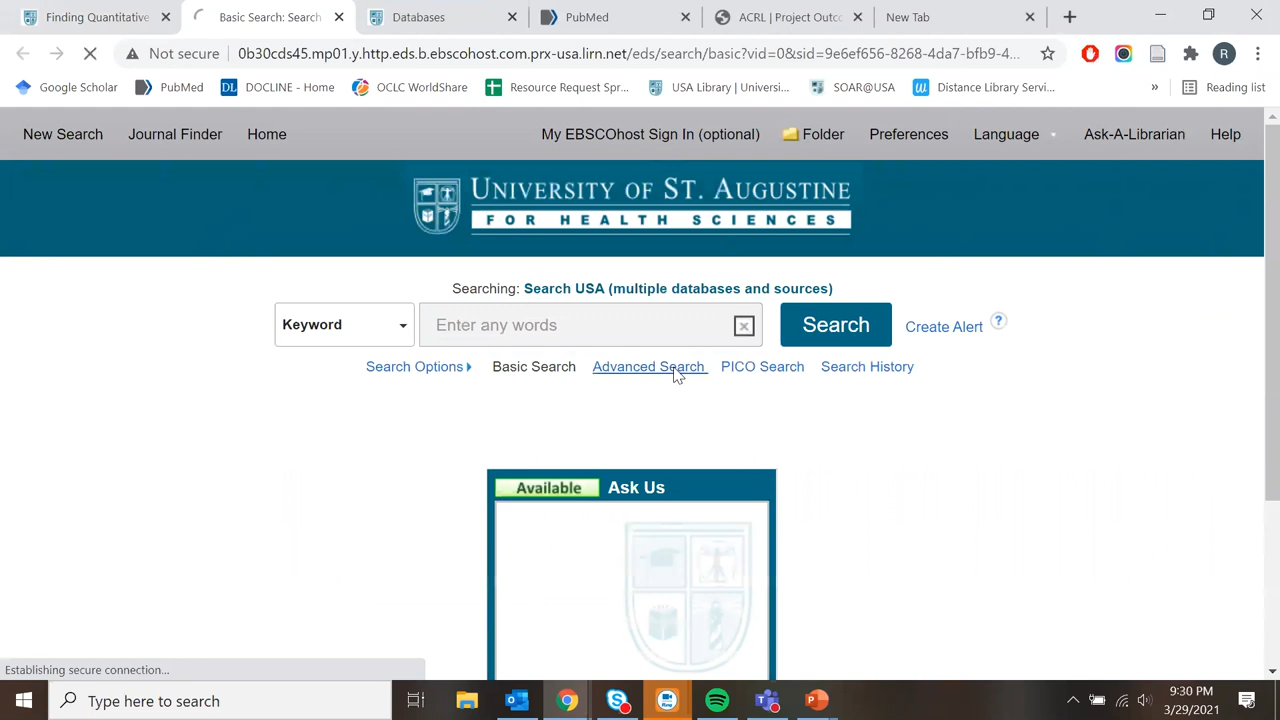 Finding Quantitative
Basic Search: Search
Databases
PubMed
ACRL | Project Outco
New Tab
Not secure 0b30cds45.mp01.y.http.eds.b.ebscohost.com.prx-usa.lirn.net/eds/search/basic?vid=0&sid=9e6ef656-8268-4da7-bfb9-4... R
Google Scholar PubMed DL DOCLINE - Home OCLC WorldShare Resource Request Spr... USA Library | Universi... SOAR@USA Distance Library Servi... » Reading list
New Search Journal Finder Home My EBSCOhost Sign In (optional) Folder Preferences Language Ask-A-Librarian Help
UNIVERSITY OF ST. AUGUSTINE
FOR HEALTH SCIENCES
Searching: Search USA (multiple databases and sources)
Keyword Enter any words Search Create Alert ?
Search Options Basic Search Advanced Search PICO Search Search History
Available Ask Us
Establishing secure connection...
Type here to search
9:30 PM
3/29/2021